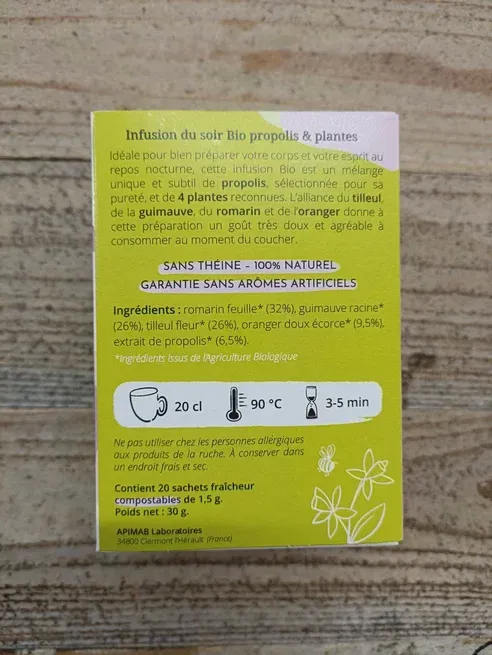 Infusion du soir Bio propolis & plantes
Idéale pour bien préparer votre corps et votre esprit au
repos nocturne, cette infusion Bio est un mélange
unique et subtil de propolis, sélectionnée pour sa
pureté, et de 4 plantes reconnues. L'alliance du tilleul,
de la guimauve, du romarin et de l'oranger donne à
cette préparation un goût très doux et agréable à
consommer au moment du coucher.
SANS THÉINE - 100% NATUREL
GARANTIE SANS ARÔMES ARTIFICIELS
Ingrédients : romarin feuille* (32%), guimauve racine*
(26%), tilleul fleur* (26%), oranger doux écorce* (9,5%),
extrait de propolis* (6,5%).
*Ingrédients issus de l'Agriculture Biologique
20 cl
90 °C
3-5 min
Ne pas utiliser chez les personnes allergiques
aux produits de la ruche. À conserver dans
un endroit frais et sec.
Contient 20 sachets fraîcheur
compostables de 1,5 g.
Poids net : 30 g.
APIMAB Laboratoires
34800 Clermont l'Hérault (France)